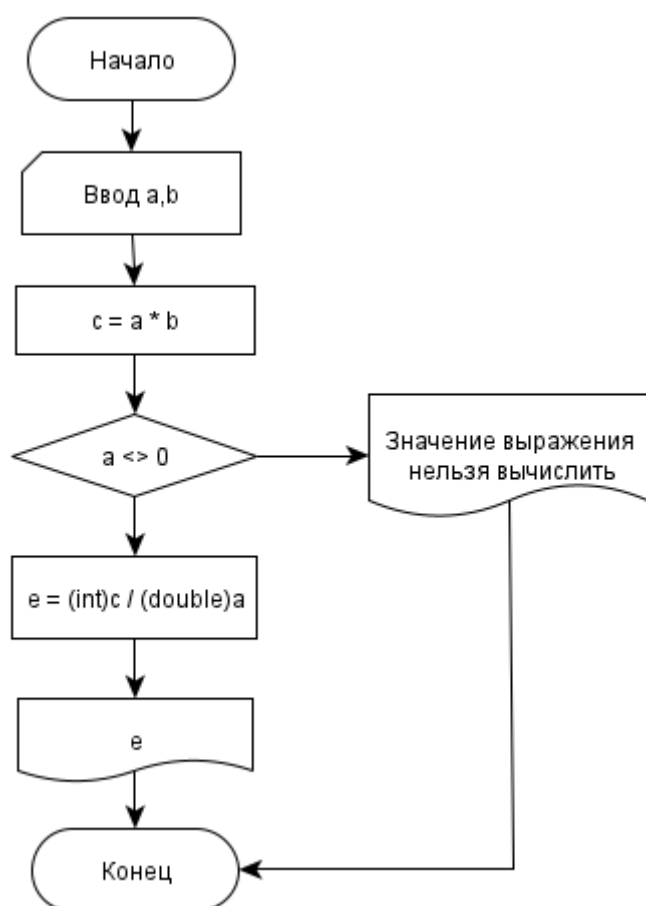 Начало
Ввод a,b
c = a * b
a <> 0
Значение выражения
нельзя вычислить
e = (int)c / (double)a
e
Конец